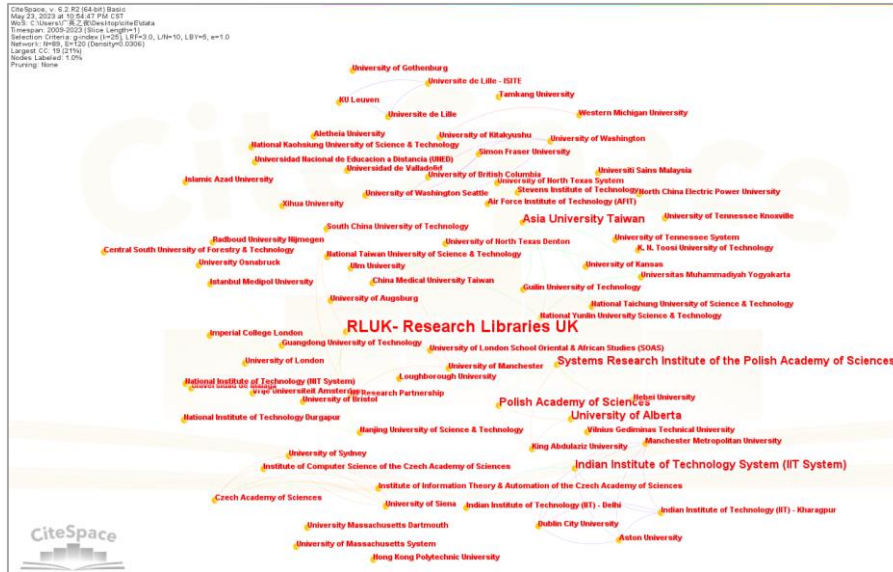 CiteSpace, v. 6.2.R2 (64-bit) Basic
May 23, 2023 at 10:54:47 PM CST
Timespan: 2009-2023 (Slice Length=1)
Selection Criteria: g-index (k=25), LRF=3.0, L/N=10, LBY=5, e=1.0
Network: N=89, E=120 (Density=0.0306)
Largest CC: 19 (21%)
Nodes Labeled: 1.0%
Pruning: None
University of Gothenburg
Universite de Lille - ISITE
Tamkang University
KU Leuven
Universite de Lille
Western Michigan University
Aletheia University
University of Kitakyushu
University of Washington
National Kaohsiung University of Science & Technology
Simon Fraser University
Universidad Nacional de Educacion a Distancia (UNED)
Universidad de Valladolid
University of British Columbia
Universiti Sains Malaysia
Islamic Azad University
University of North Texas System
Stevens Institute of Technology
North China Electric Power University
University of Washington Seattle
Air Force Institute of Technology (AFIT)
Xihua University
Asia University Taiwan
University of Tennessee Knoxville
South China University of Technology
Radboud University Nijmegen
University of North Texas Denton
University of Tennessee System
Central South University of Forestry & Technology
National Taiwan University of Science & Technology
K. N. Toosi University of Technology
University Osnabruck
Ulm University
University of Kansas
Istanbul Medipol University
China Medical University Taiwan
Universitas Muhammadiyah Yogyakarta
Guilin University of Technology
University of Augsburg
National Taichung University of Science & Technology
National Yunlin University Science & Technology
Imperial College London
RLUK- Research Libraries UK
Guangdong University of Technology
University of London School Oriental & African Studies (SOAS)
University of London
Systems Research Institute of the Polish Academy of Sciences
University of Manchester
Loughborough University
National Institute of Technology (NIT System)
Universidad de Malaga
Vrije Universiteit Amsterdam
Research Partnership
University of Bristol
Polish Academy of Sciences
Hebei University
National Institute of Technology Durgapur
University of Alberta
Nanjing University of Science & Technology
Vilnius Gediminas Technical University
Manchester Metropolitan University
King Abdulaziz University
University of Sydney
Institute of Computer Science of the Czech Academy of Sciences
Indian Institute of Technology System (IIT System)
Institute of Information Theory & Automation of the Czech Academy of Sciences
Czech Academy of Sciences
University of Siena
Indian Institute of Technology (IIT) - Delhi
Indian Institute of Technology (IIT) - Kharagpur
University Massachusetts Dartmouth
Dublin City University
Aston University
University of Massachusetts System
Hong Kong Polytechnic University
CiteSpace